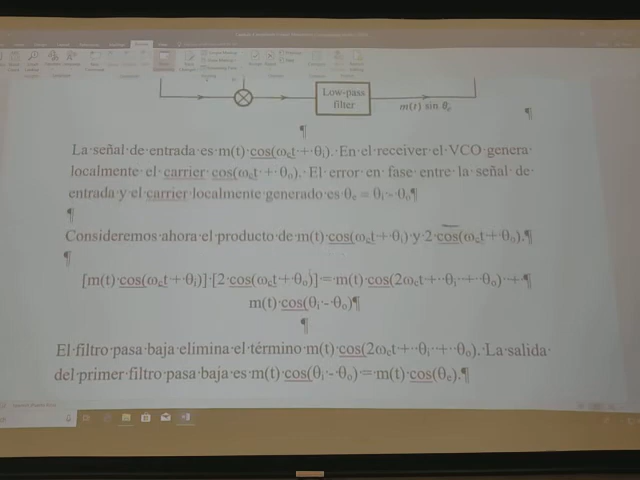 Low-pass
filter
m(t) sin θe
La señal de entrada es m(t) cos(ωct + θi). En el receiver el VCO genera
localmente el carrier cos(ωct + θo). El error en fase entre la señal de
entrada y el carrier localmente generado es θe = θi - θo
Consideremos ahora el producto de m(t) cos(ωct + θi) y 2 cos(ωct + θo).
[m(t) cos(ωct + θi)] [2 cos(ωct + θo)] = m(t) cos(2ωct + θi + θo) +
m(t) cos(θi - θo)
El filtro pasa baja elimina el término m(t) cos(2ωct + θi + θo). La salida
del primer filtro pasa baja es m(t) cos(θi - θo) = m(t) cos(θe).